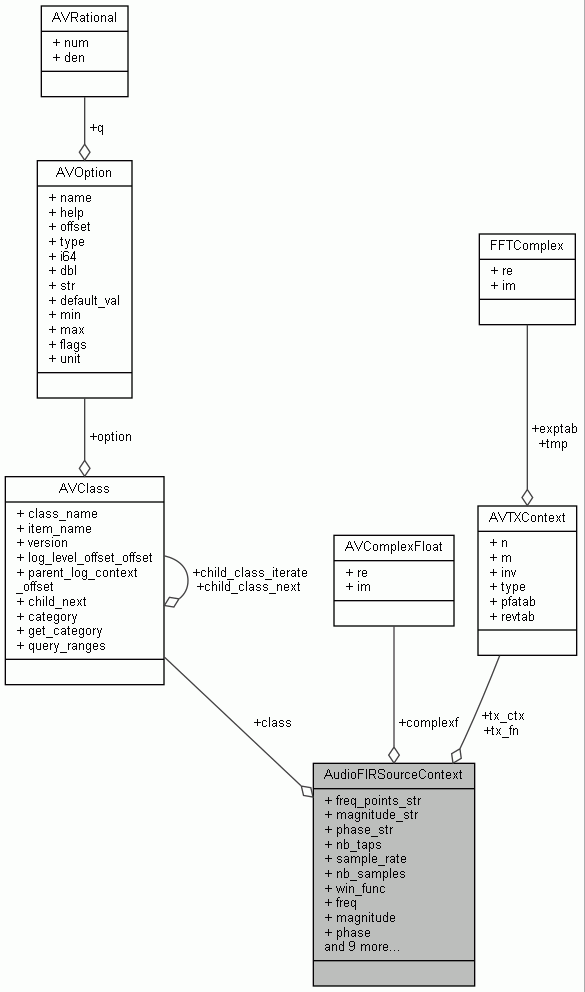 AVRational
+ num
+ den
+q
AVOption
+ name
+ help
+ offset
+ type
+ i64
+ dbl
+ str
+ default_val
+ min
+ max
+ flags
+ unit
+option
FFTComplex
+ re
+ im
+exptab
+tmp
AVClass
+ class_name
+ item_name
+ version
+ log_level_offset_offset
+ parent_log_context
_offset
+ child_next
+ category
+ get_category
+ query_ranges
+child_class_iterate
+child_class_next
AVComplexFloat
+ re
+ im
AVTXContext
+ n
+ m
+ inv
+ type
+ pfatab
+ revtab
+class
+complexf
+tx_ctx
+tx_fn
AudioFIRSourceContext
+ freq_points_str
+ magnitude_str
+ phase_str
+ nb_taps
+ sample_rate
+ nb_samples
+ win_func
+ freq
+ magnitude
+ phase
and 9 more...